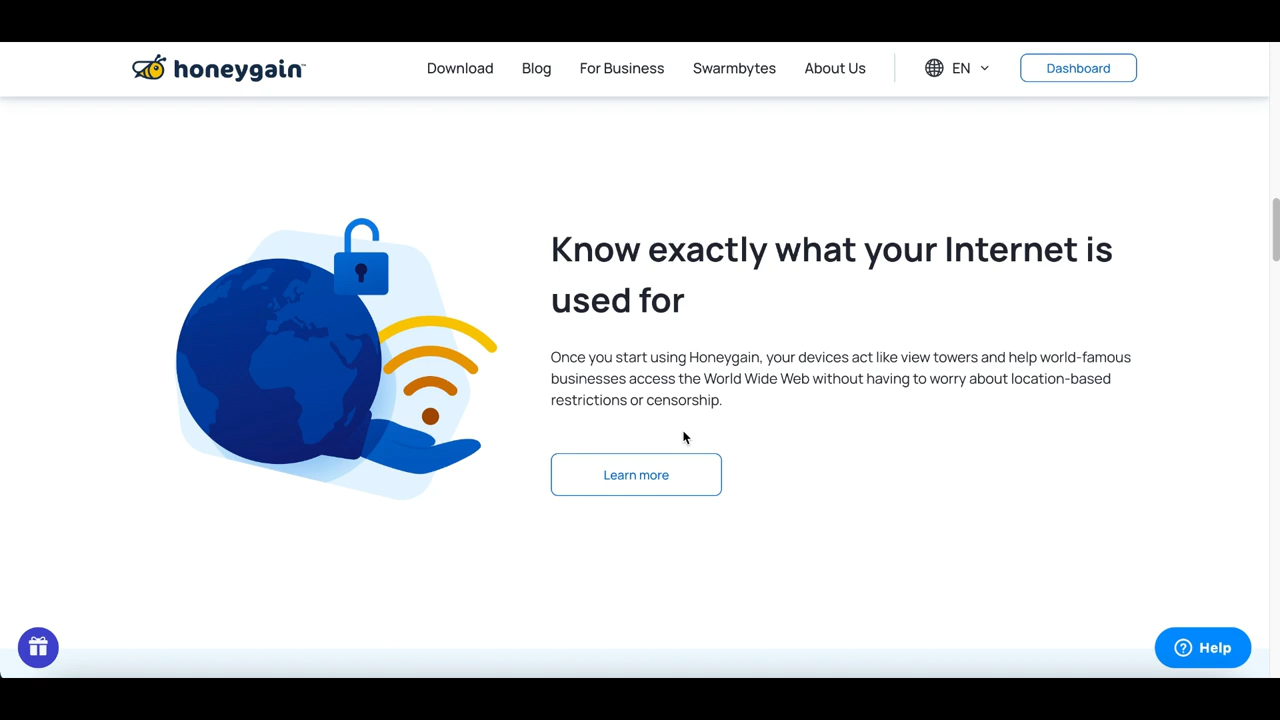 honeygain™
Download
Blog
For Business
Swarmbytes
About Us
EN
Dashboard
Know exactly what your Internet is
used for
Once you start using Honeygain, your devices act like view towers and help world-famous
businesses access the World Wide Web without having to worry about location-based
restrictions or censorship.
Learn more
Help